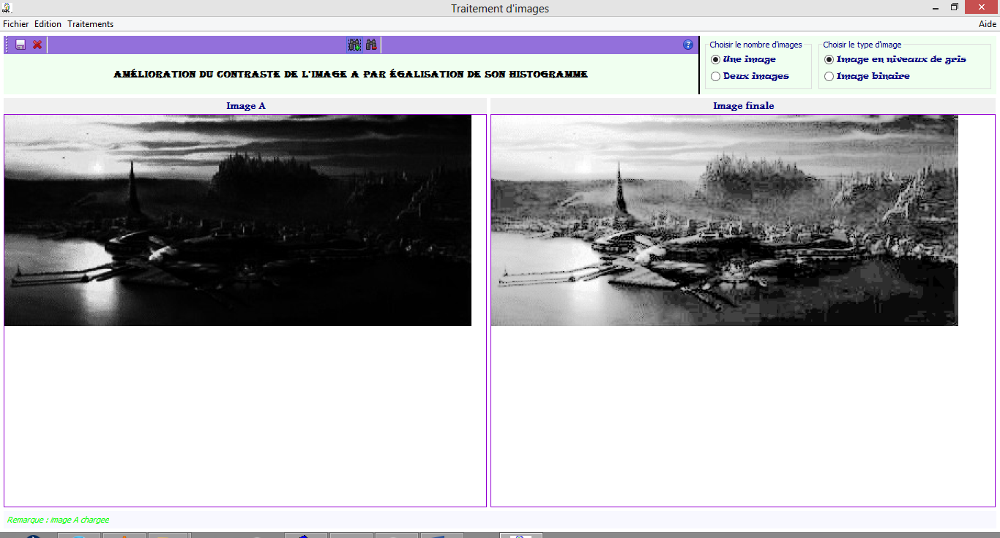 Traitement d'images
Fichier Edition Traitements Aide
Choisir le nombre d'images
Une image
Deux images
Choisir le type d'image
Image en niveaux de gris
Image binaire
AMÉLIORATION DU CONTRASTE DE L'IMAGE A PAR ÉGALISATION DE SON HISTOGRAMME
Image A
Image finale
Remarque : image A chargee